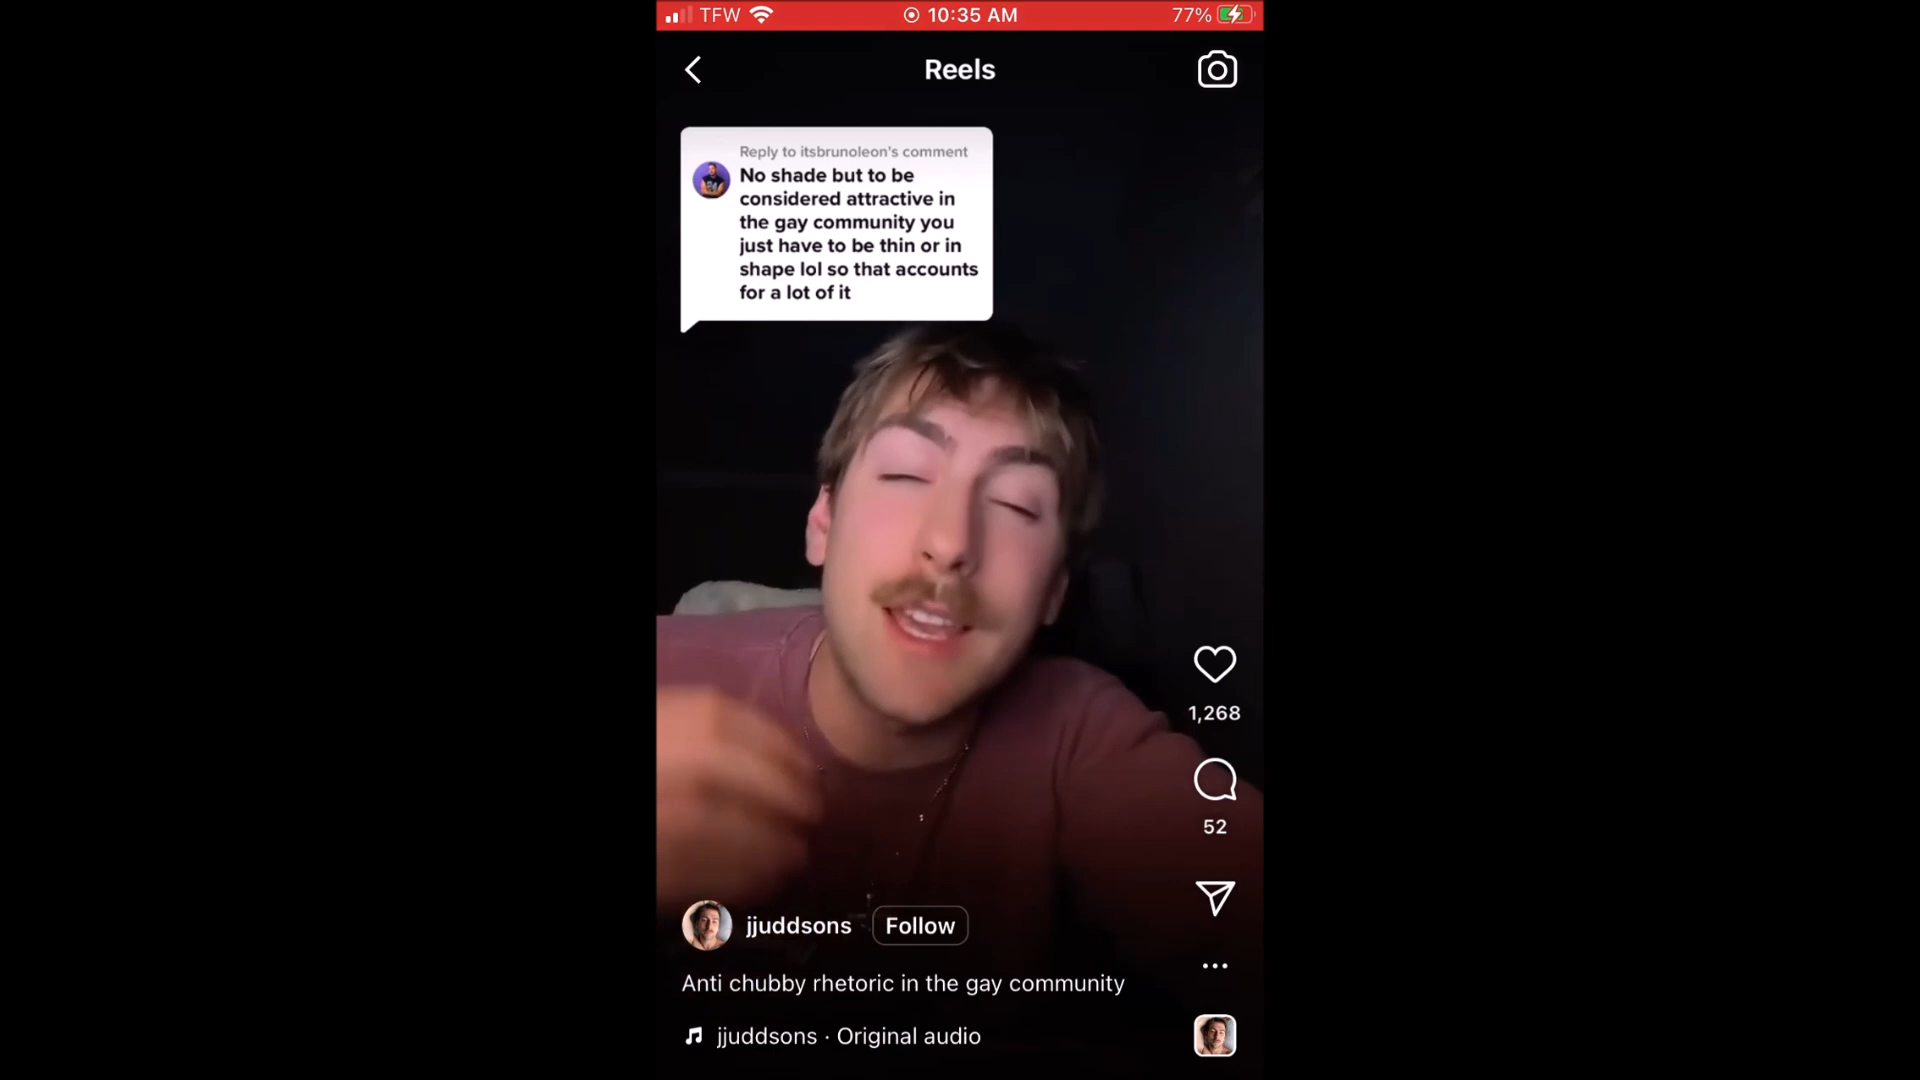 TFW
10:35 AM
77%
Reels
Reply to itsbrunoleon's comment
No shade but to be
considered attractive in
the gay community you
just have to be thin or in
shape lol so that accounts
for a lot of it
1,268
52
jjuddsons
Follow
Anti chubby rhetoric in the gay community
jjuddsons · Original audio